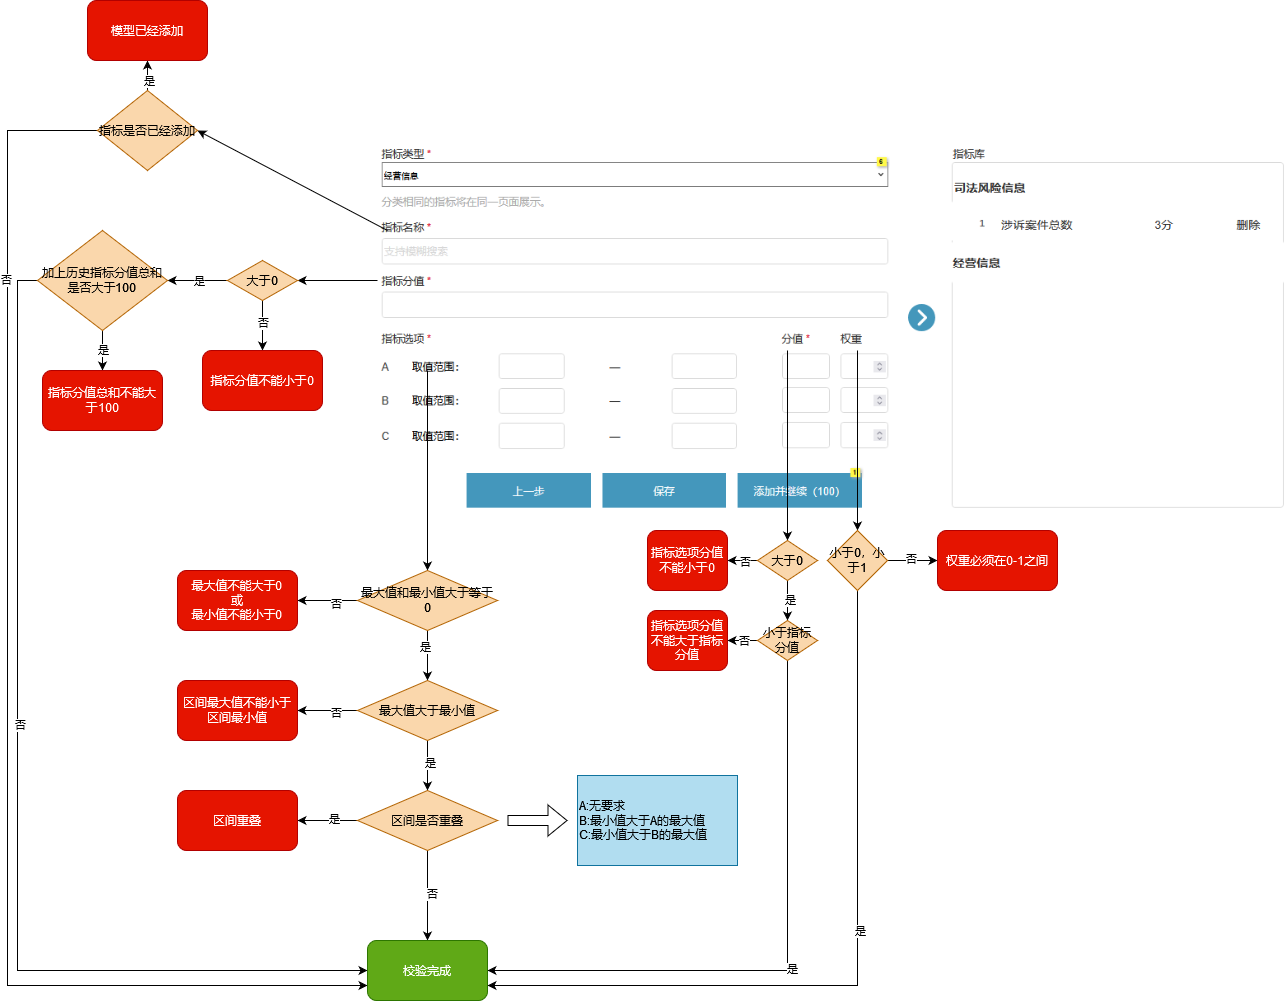 模型已经添加
是
指标是否已经添加
否
指标类型 *
6
经营信息
分类相同的指标将在同一页面展示。
指标名称 *
支持模糊搜索
指标分值 *
指标选项 *
分值 *
权重
A
取值范围：
—
B
取值范围：
—
C
取值范围：
—
上一步
保存
添加并继续（100）
1
指标库
司法风险信息
1
涉诉案件总数
3分
删除
经营信息
加上历史指标分值总和
是否大于100
是
大于0
否
是
指标分值总和不能大
于100
指标分值不能小于0
否
指标选项分值
不能小于0
否
大于0
是
小于0，小
于1
否
权重必须在0-1之间
最大值不能大于0
或
最小值不能小于0
否
最大值和最小值大于等于
0
是
指标选项分值
不能大于指标
分值
否
小于指标
分值
区间最大值不能小于
区间最小值
否
最大值大于最小值
是
区间重叠
是
区间是否重叠
否
A:无要求
B:最小值大于A的最大值
C:最小值大于B的最大值
是
是
校验完成